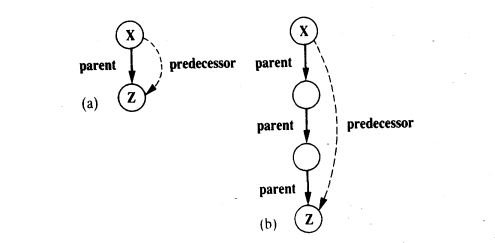 X
parent
predecessor
Z
(a)
X
parent
parent
predecessor
parent
Z
(b)